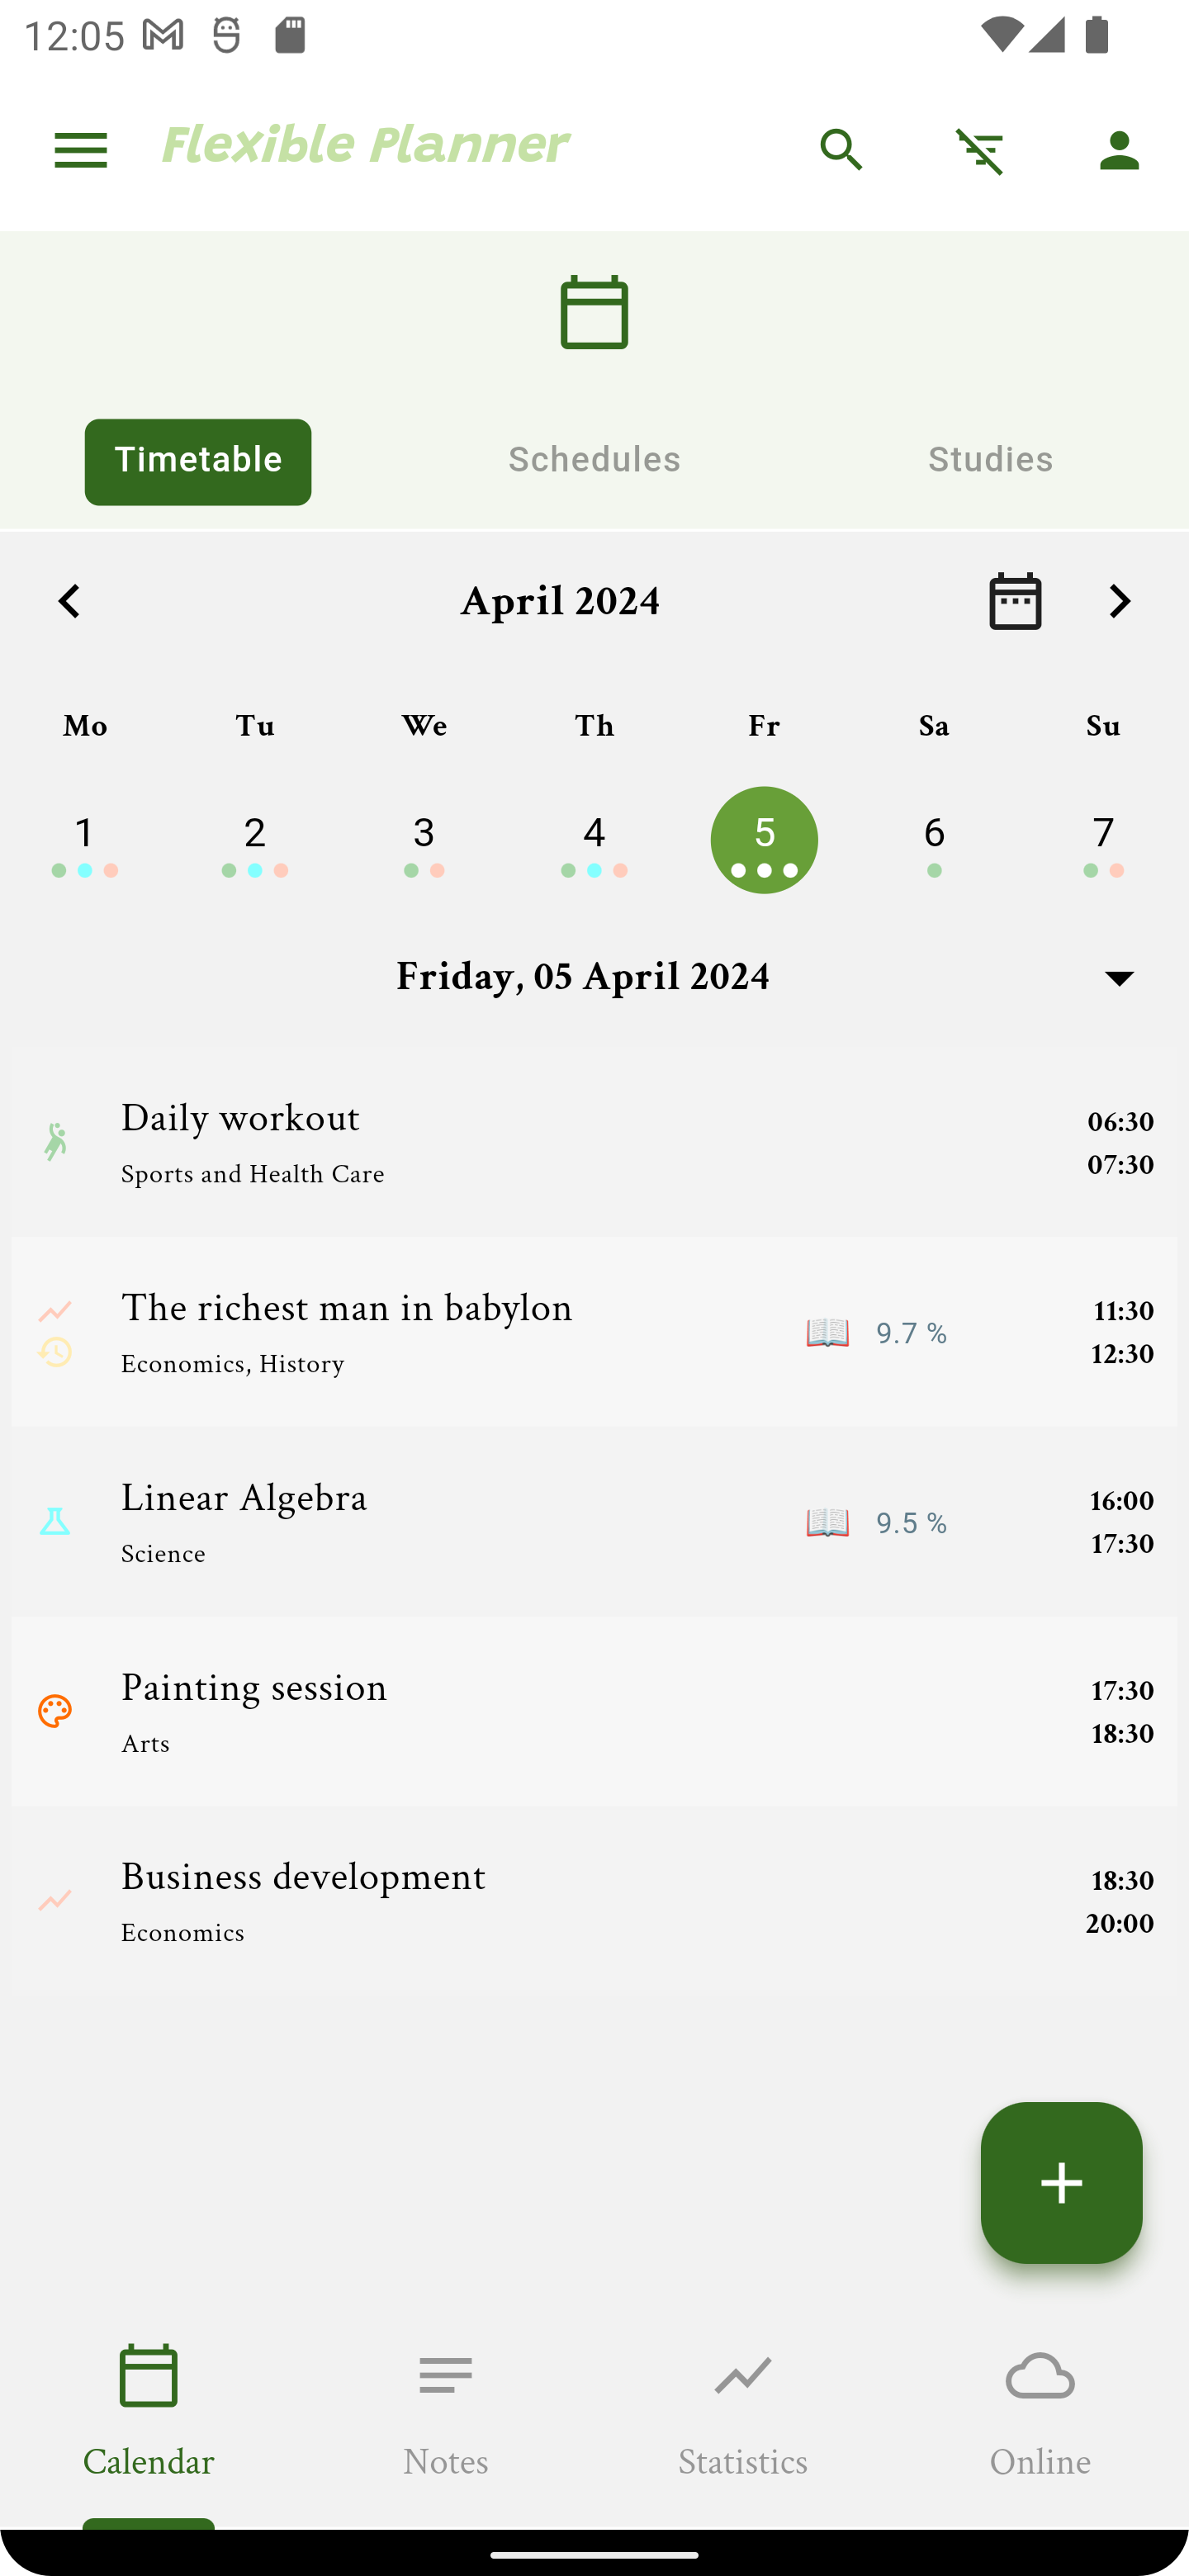 12:05
Flexible Planner
Timetable Schedules Studies
April 2024
Mo Tu We Th Fr Sa Su
1 2 3 4 5 6 7
Friday, 05 April 2024
Daily workout
Sports and Health Care
06:30
07:30
The richest man in babylon
Economics, History
9.7 %
11:30
12:30
Linear Algebra
Science
9.5 %
16:00
17:30
Painting session
Arts
17:30
18:30
Business development
Economics
18:30
20:00
Calendar Notes Statistics Online